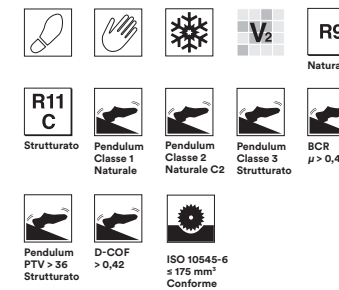 V2
R9
Natura
R11
C
Strutturato
Pendulum
Classe 1
Naturale
Pendulum
Classe 2
Naturale C2
Pendulum
Classe 3
Strutturato
BCR
μ > 0,4
Pendulum
PTV > 36
Strutturato
D-COF
> 0,42
ISO 10545-6
≤ 175 mm³
Conforme